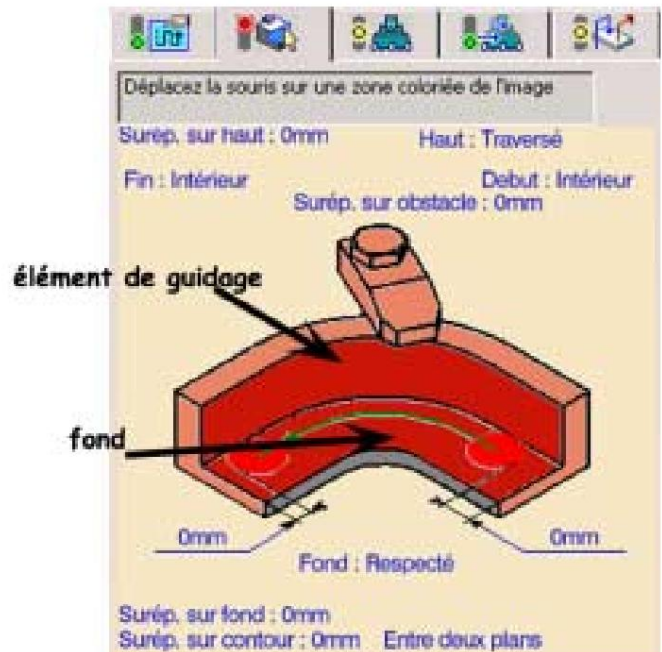 Déplacez la souris sur une zone coloriée de l'image
Surép. sur haut : 0mm Haut : Traversé
Fin : Intérieur Debut : Intérieur
Surép. sur obstacle : 0mm
élément de guidage
fond
0mm 0mm
Fond : Respecté
Surép. sur fond : 0mm
Surép. sur contour : 0mm Entre deux plans